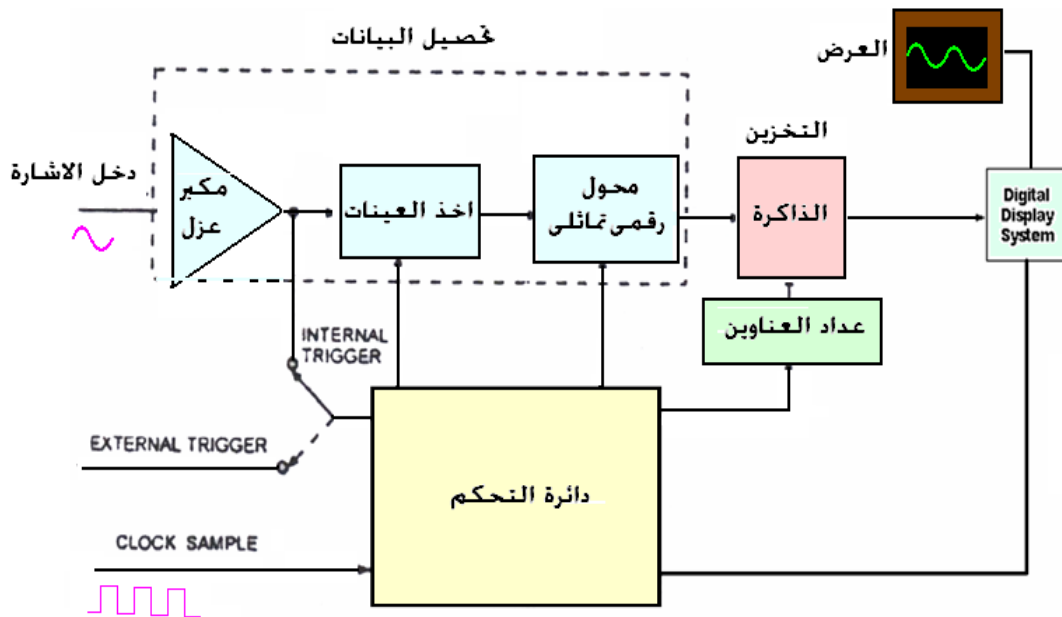 تحصيل البيانات
العرض
دخل الاشارة
مكبر
عزل
اخذ العينات
محول
رقمى تماثلى
التخزين
الذاكرة
Digital
Display
System
عداد العناوين
INTERNAL
TRIGGER
EXTERNAL TRIGGER
دائرة التحكم
CLOCK SAMPLE